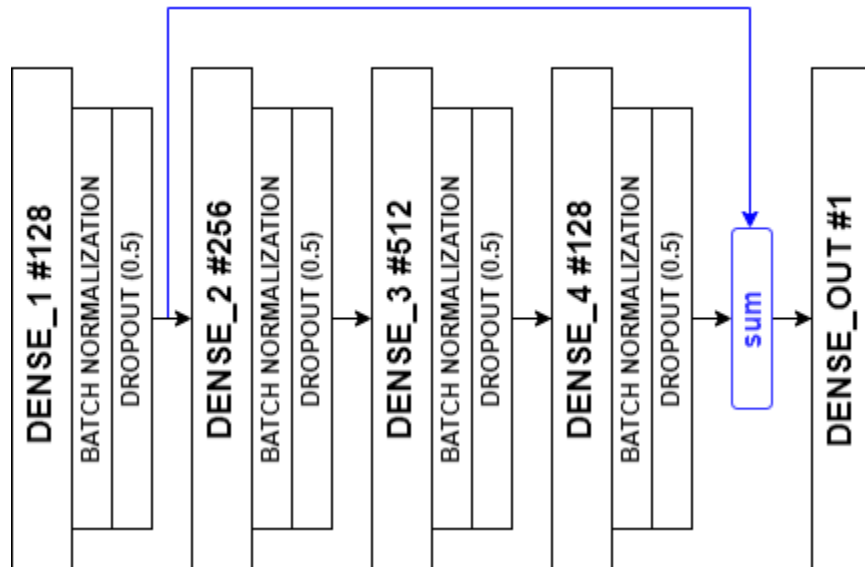 DENSE_1 #128
BATCH NORMALIZATION
DROPOUT (0.5)
DENSE_2 #256
BATCH NORMALIZATION
DROPOUT (0.5)
DENSE_3 #512
BATCH NORMALIZATION
DROPOUT (0.5)
DENSE_4 #128
BATCH NORMALIZATION
DROPOUT (0.5)
sum
DENSE_OUT #1